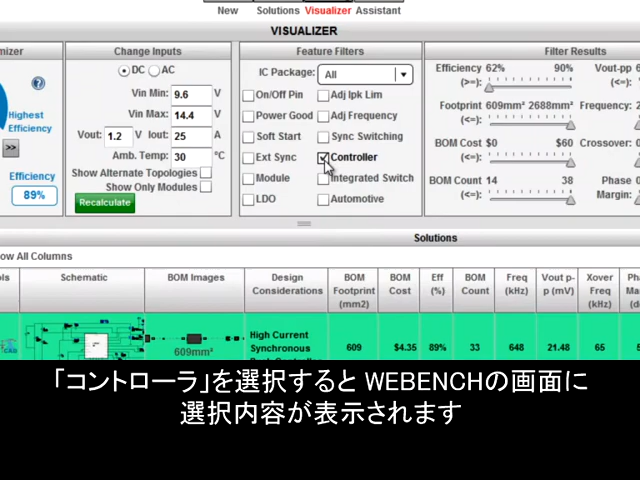 New Solutions Visualizer Assistant
VISUALIZER
mizer Change Inputs Feature Filters Filter Results
DC AC IC Package: All Efficiency 62% 90% Vout-pp
(>=): (<=):
Vin Min: 9.6 V On/Off Pin Adj Ipk Lim
Highest Vin Max: 14.4 V Power Good Adj Frequency Footprint 609mm² 2688mm² Frequency:
Efficiency (<=):
>> Vout: 1.2 V Iout: 25 A Soft Start Sync Switching BOM Cost $0 $60 Crossover:
Amb. Temp: 30 °C Ext Sync Controller (<=):
Efficiency Show Alternate Topologies Module Integrated Switch BOM Count 14 38 Phase
89% Show Only Modules (<=): Margin:
Recalculate LDO Automotive
Solutions
ow All Columns
ols Schematic BOM Images Design Considerations BOM Footprint (mm2) BOM Cost Eff (%) BOM Count Freq (kHz) Vout p-p (mV) Xover Freq (kHz)
CAD 609mm² High Current Synchronous 609 $4.35 89% 33 648 21.48 65
「コントローラ」を選択すると WEBENCHの画面に
選択内容が表示されます